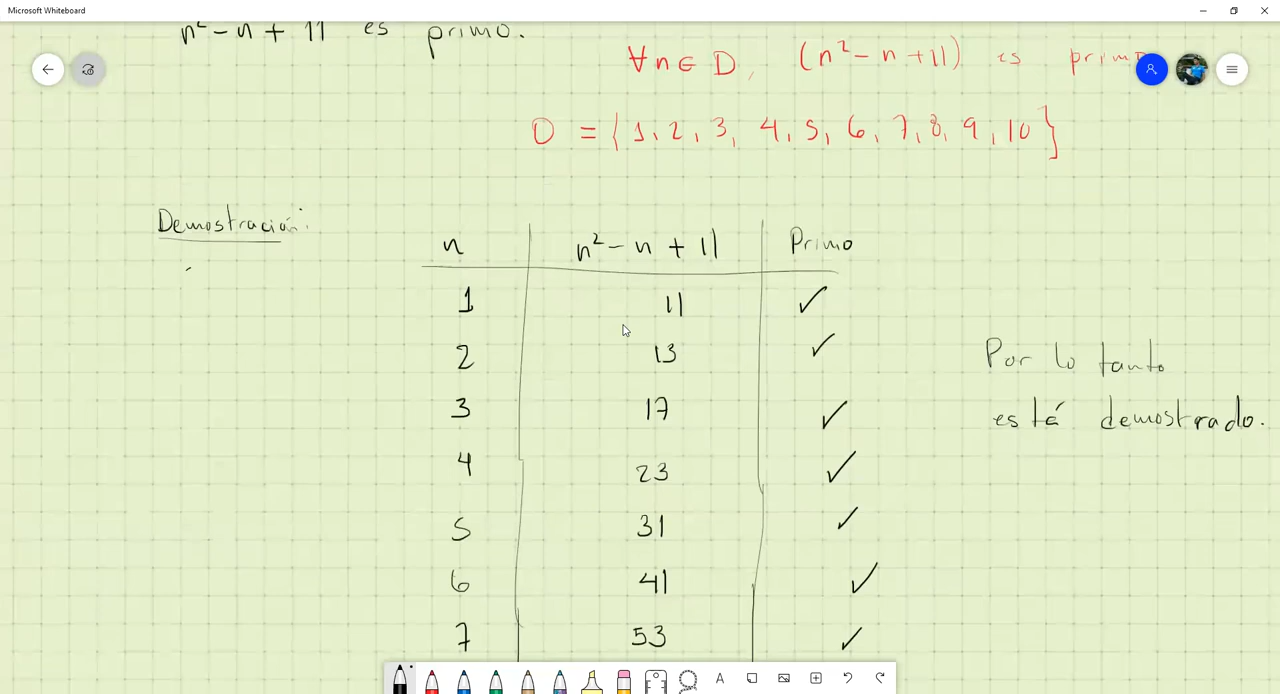 Microsoft Whiteboard
n² - n + 11 es primo.
∀n ∈ D, (n² - n + 11) es primo
D = {1, 2, 3, 4, 5, 6, 7, 8, 9, 10}
Demostración:
n | n² - n + 11 | Primo
1 | 11 | ✓
2 | 13 | ✓
3 | 17 | ✓
4 | 23 | ✓
5 | 31 | ✓
6 | 41 | ✓
7 | 53 | ✓
Por lo tanto
está demostrado.